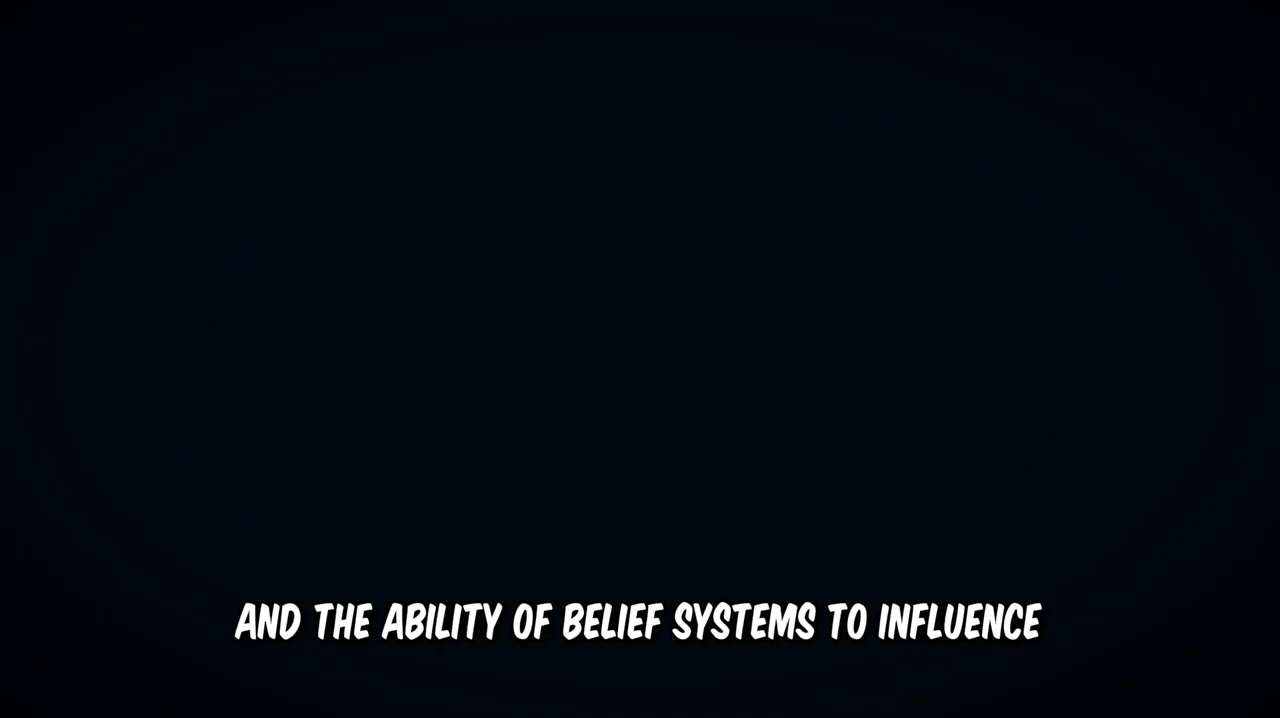 AND THE ABILITY OF BELIEF SYSTEMS TO INFLUENCE